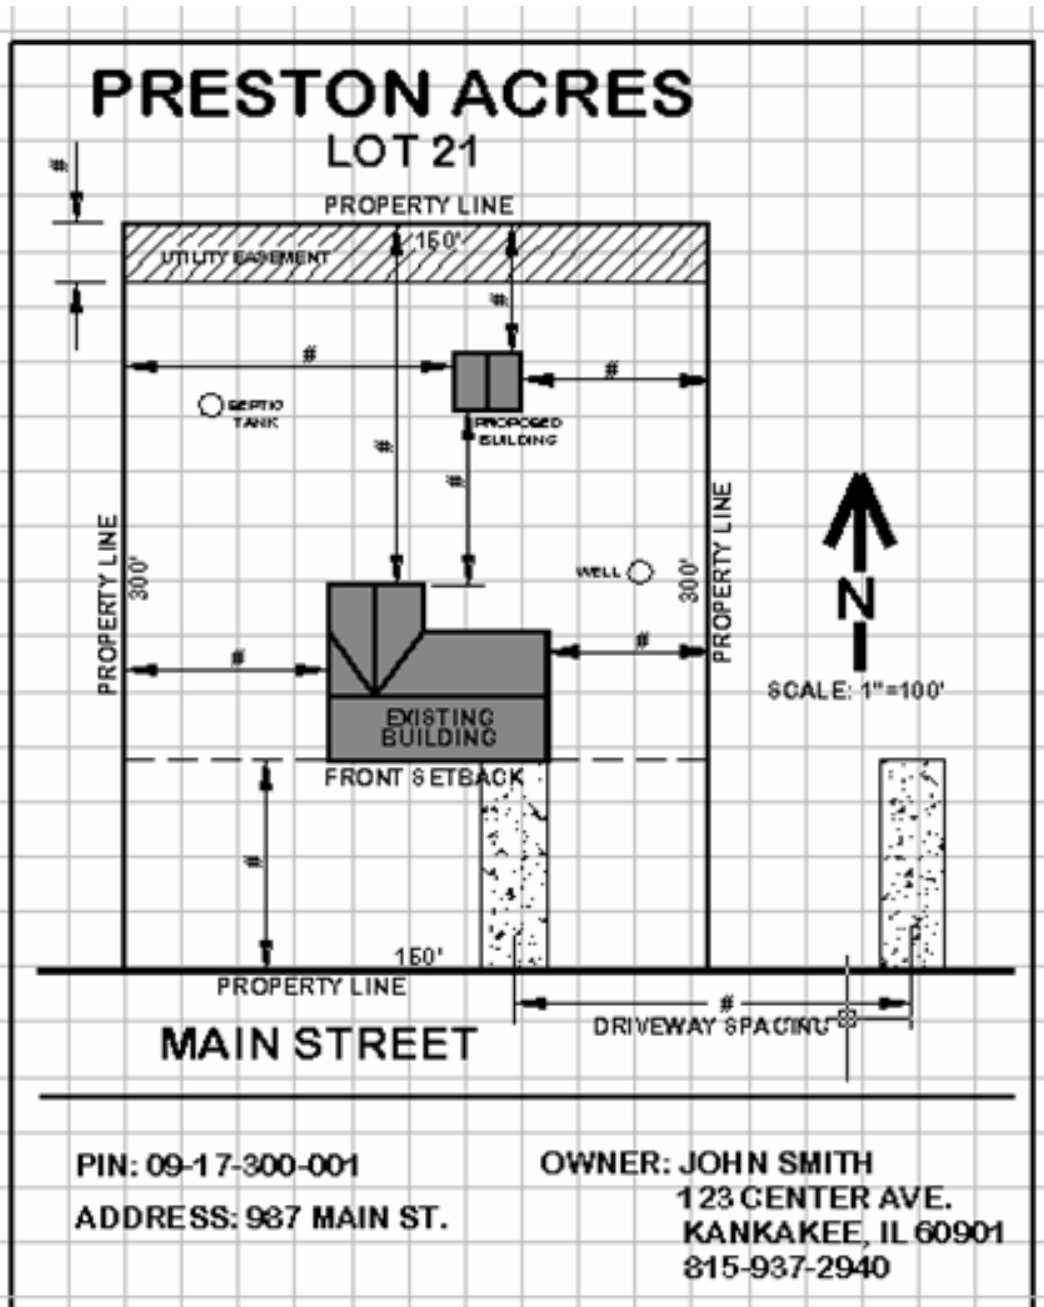 PRESTON ACRES
LOT 21
#
PROPERTY LINE
150'
UTILITY EASEMENT
#
#
#
SEPTIC
TANK
PROPOSED
BUILDING
#
#
PROPERTY LINE
300'
WELL
300'
PROPERTY LINE
N
SCALE: 1"=100'
#
#
EXISTING
BUILDING
FRONT SETBACK
#
150'
PROPERTY LINE
#
DRIVEWAY SPACING
MAIN STREET
PIN: 09-17-300-001
ADDRESS: 987 MAIN ST.
OWNER: JOHN SMITH
123 CENTER AVE.
KANKAKEE, IL 60901
815-937-2940